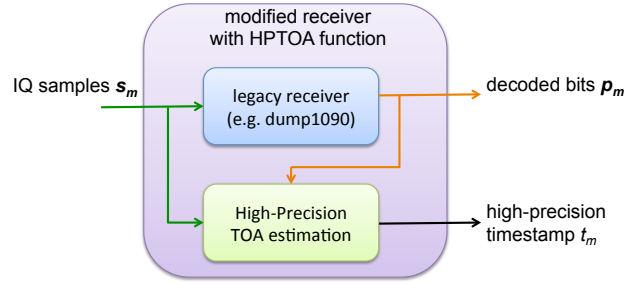 modified receiver
with HPTOA function
IQ samples s_m
legacy receiver
(e.g. dump1090)
decoded bits p_m
High-Precision
TOA estimation
high-precision
timestamp t_m